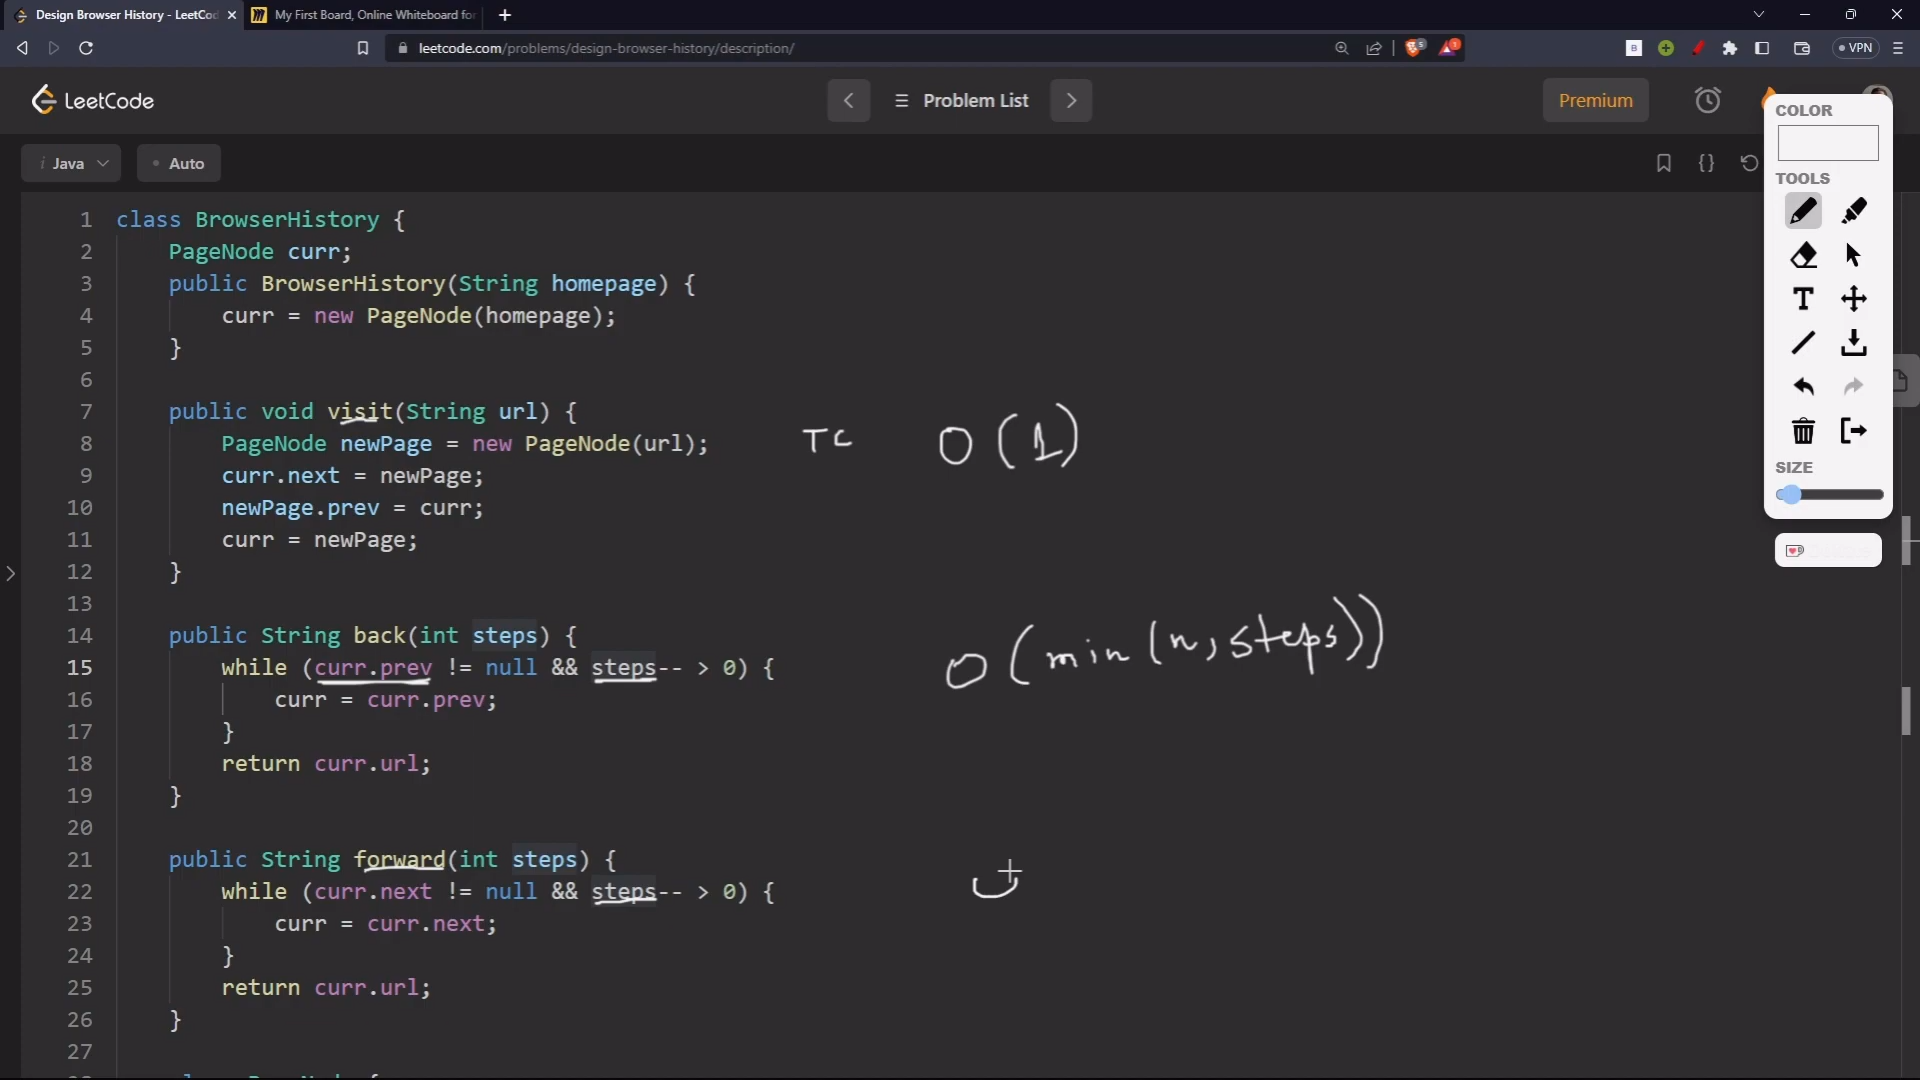 Design Browser History - LeetCod
My First Board, Online Whiteboard for
leetcode.com/problems/design-browser-history/description/
5
1
B
VPN
LeetCode
Problem List
Premium
i Java
Auto
COLOR
TOOLS
T
SIZE
1 class BrowserHistory {
2 PageNode curr;
3 public BrowserHistory(String homepage) {
4 curr = new PageNode(homepage);
5 }
6
7 public void visit(String url) {
8 PageNode newPage = new PageNode(url); TC O(1)
9 curr.next = newPage;
10 newPage.prev = curr;
11 curr = newPage;
12 }
13
14 public String back(int steps) {
15 while (curr.prev != null && steps-- > 0) { O(min(n,steps))
16 curr = curr.prev;
17 }
18 return curr.url;
19 }
20
21 public String forward(int steps) {
22 while (curr.next != null && steps-- > 0) {
23 curr = curr.next;
24 }
25 return curr.url;
26 }
27